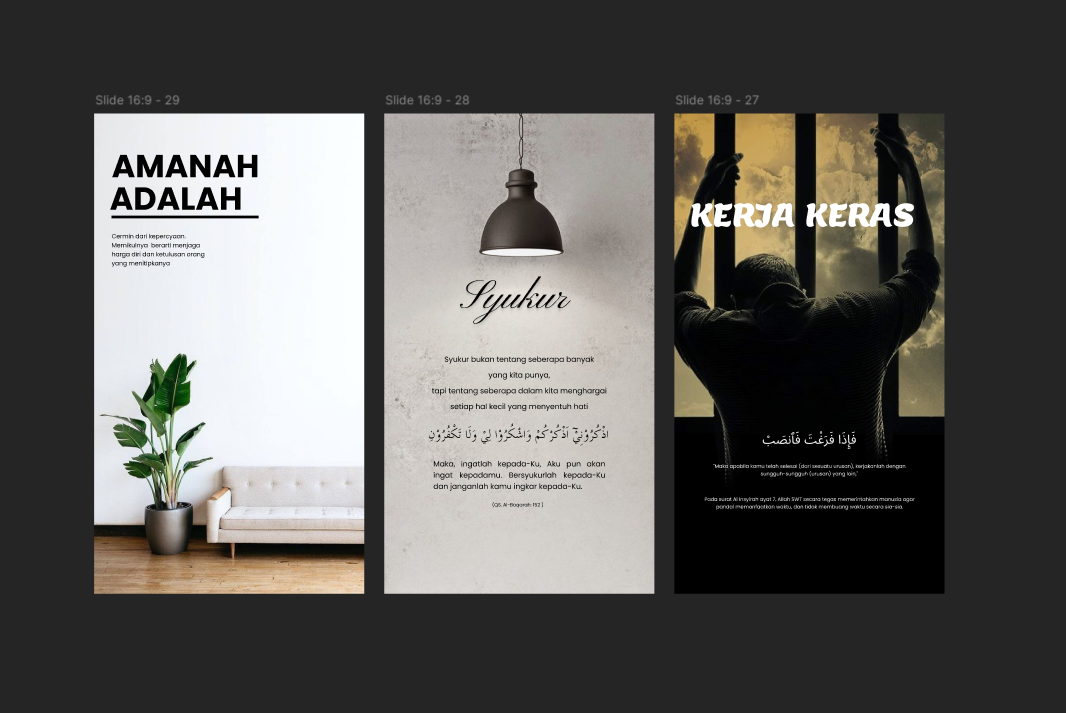 Slide 16:9 - 29
AMANAH
ADALAH
Cermin dari kepercyaan.
Memikulnya berarti menjaga
harga diri dan ketulusan orang
yang menitipkanya
Slide 16:9 - 28
Syukur
Syukur bukan tentang seberapa banyak
yang kita punya,
tapi tentang seberapa dalam kita menghargai
setiap hal kecil yang menyentuh hati
اذْكُرُوْنِيْٓ اَذْكُرْكُمْ وَاشْكُرُوْا لِيْ وَلَا تَكْفُرُوْنِ
Maka, ingatlah kepada-Ku, Aku pun akan
ingat kepadamu. Bersyukurlah kepada-Ku
dan janganlah kamu ingkar kepada-Ku.
(QS. Al-Baqarah: 152 )
Slide 16:9 - 27
KERJA KERAS
فَإِذَا فَرَغْتَ فَٱنصَبْ
"Maka apabila kamu telah selesai (dari sesuatu urusan), kerjakanlah dengan
sungguh-sungguh (urusan) yang lain."
Pada surat Al Insyirah ayat 7, Allah SWT secara tegas memerintahkan manusia agar
pandai memanfaatkan waktu, dan tidak membuang waktu secara sia-sia.